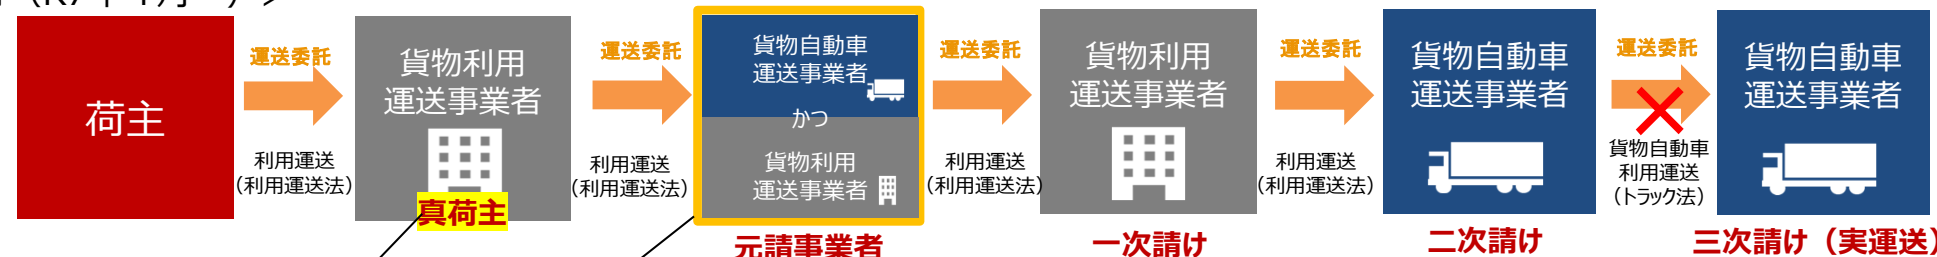 荷主
運送委託
利用運送
（利用運送法）
貨物利用
運送事業者
真荷主
運送委託
利用運送
（利用運送法）
貨物自動車
運送事業者
かつ
貨物利用
運送事業者
元請事業者
運送委託
利用運送
（利用運送法）
貨物利用
運送事業者
一次請け
運送委託
利用運送
（利用運送法）
貨物自動車
運送事業者
二次請け
運送委託
貨物自動車
利用運送
（トラック法）
貨物自動車
運送事業者
三次請け（実運送）